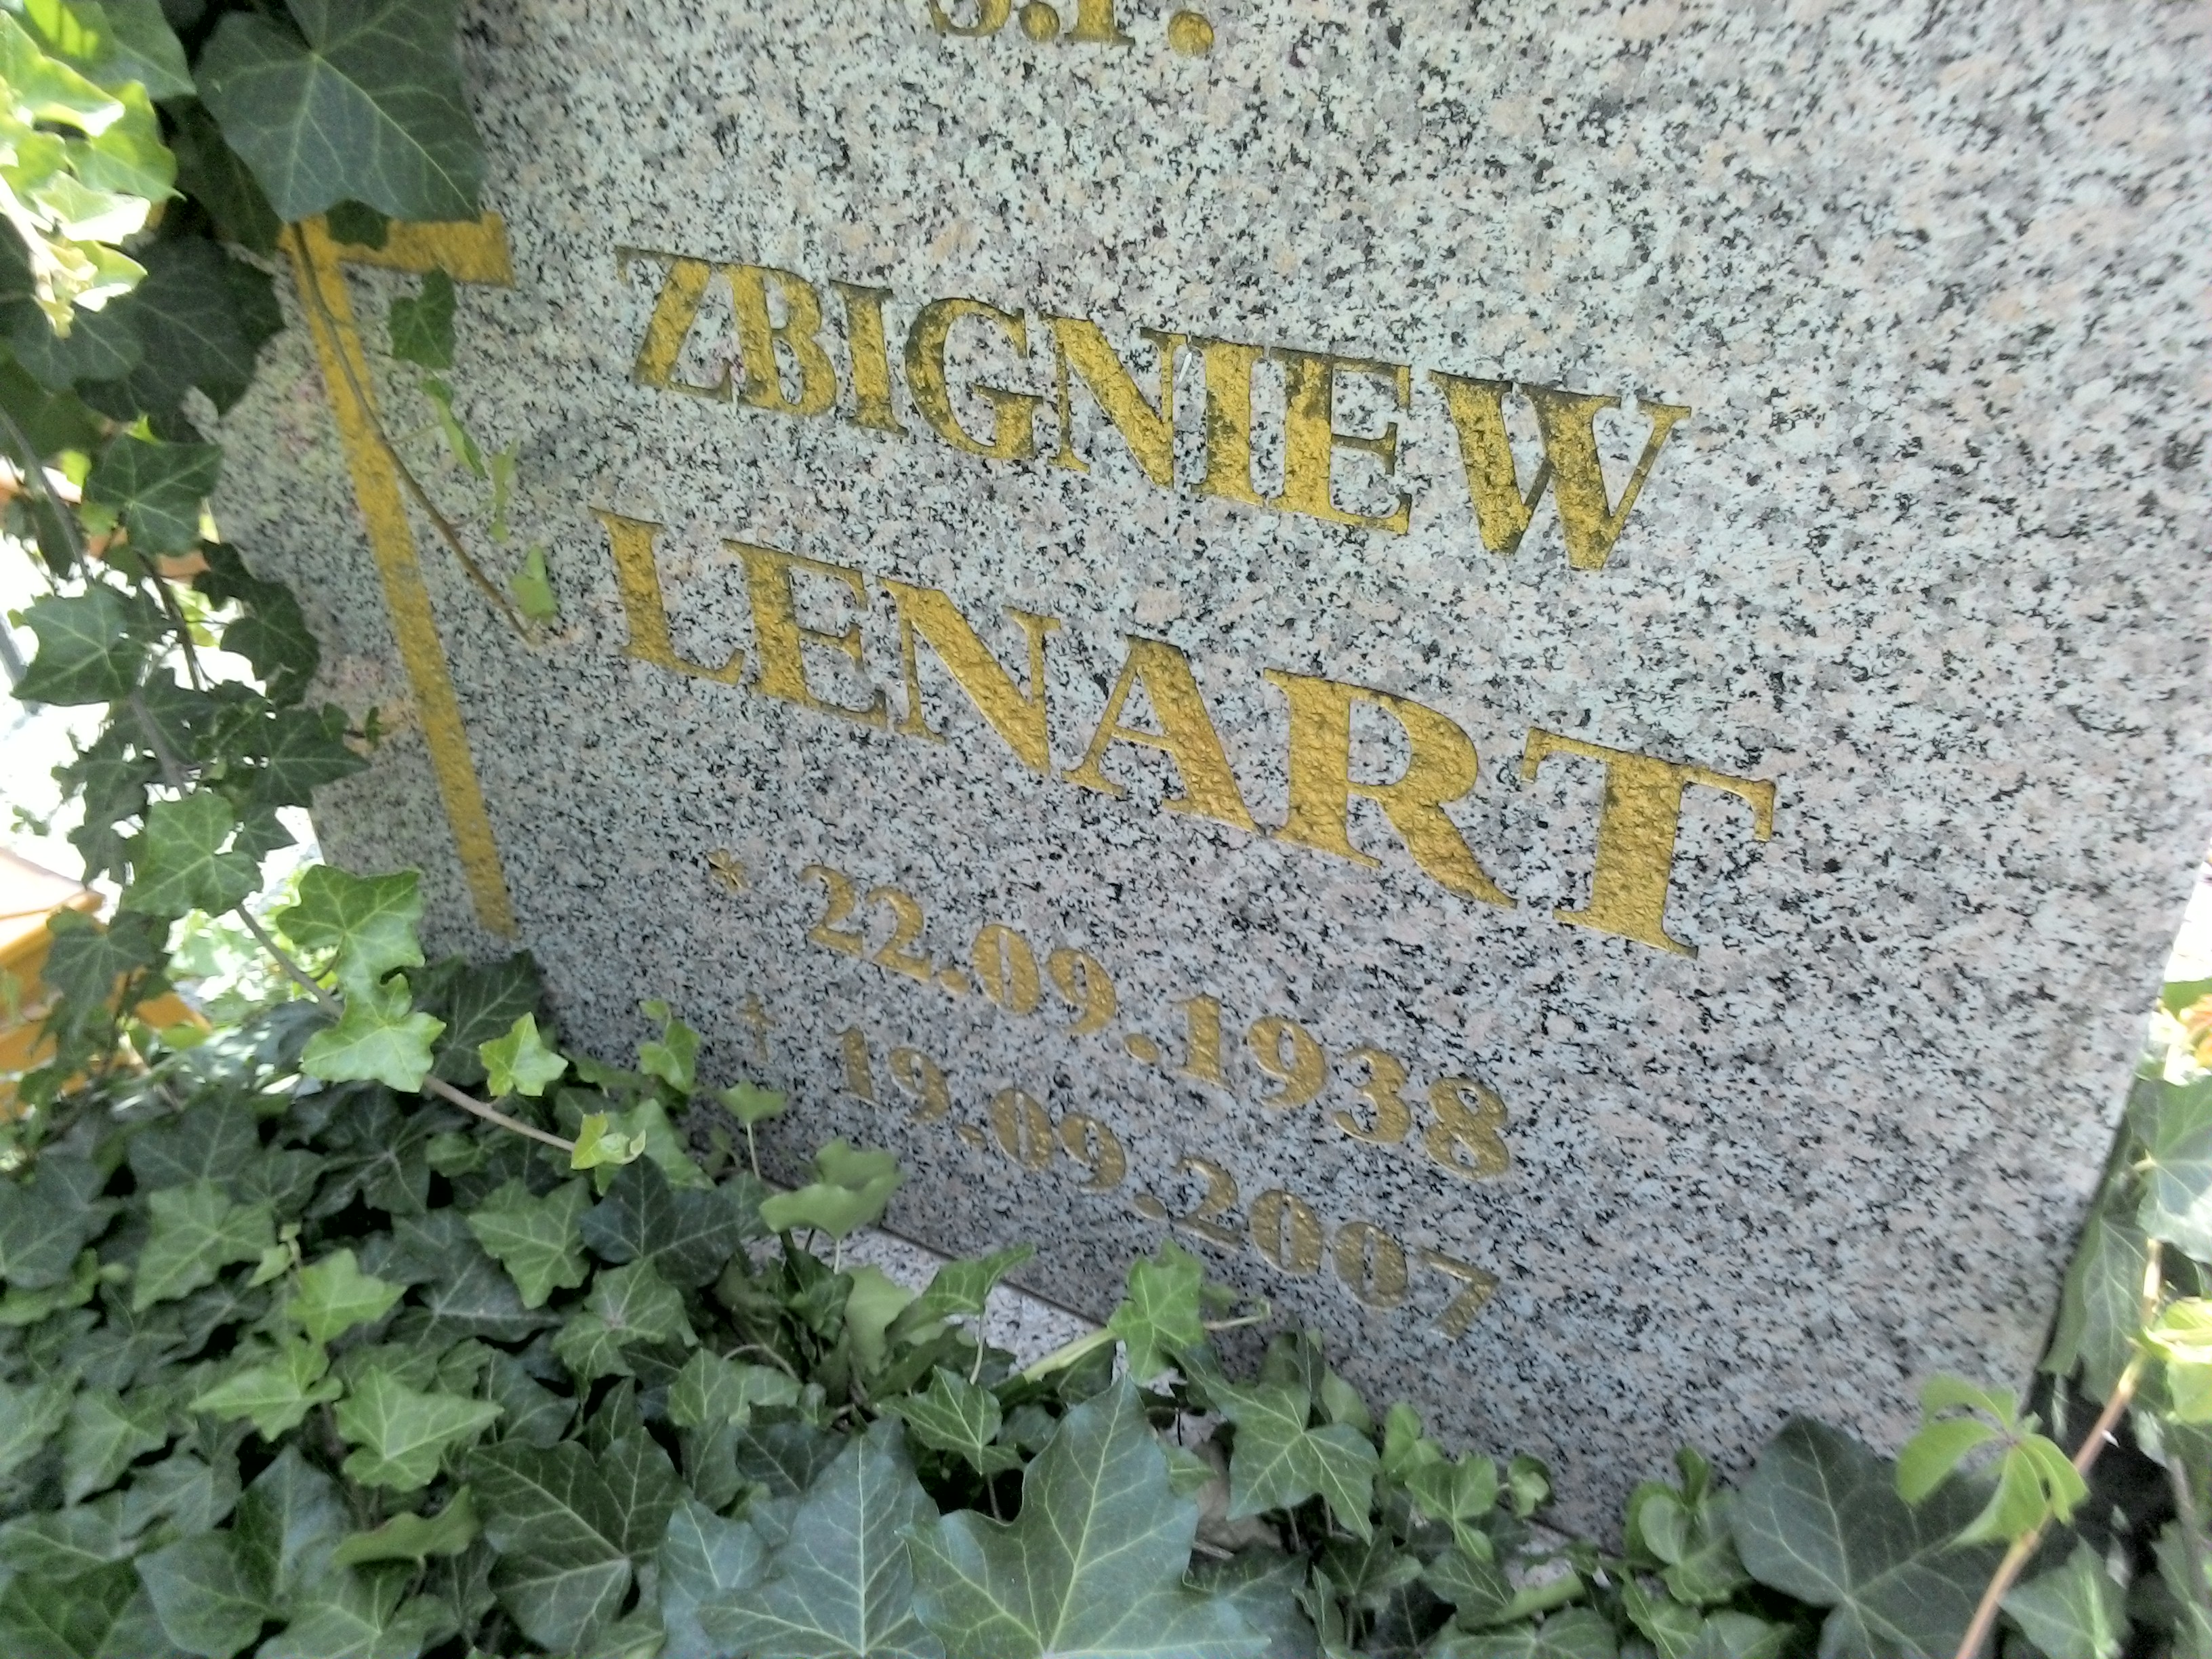 Ś.P.
ZBIGNIEW
LENART
* 22.09.1938
† 19.09.2007